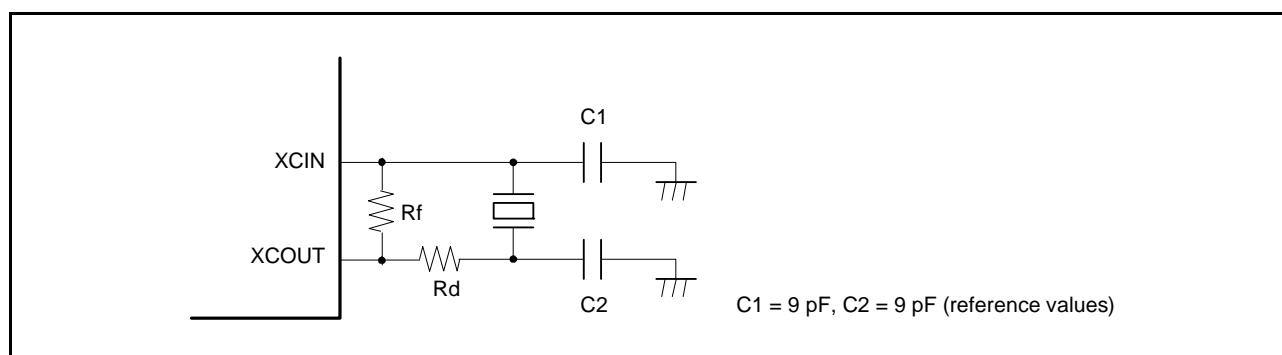 C1
XCIN
Rf
XCOUT
Rd
C2
C1 = 9 pF, C2 = 9 pF (reference values)